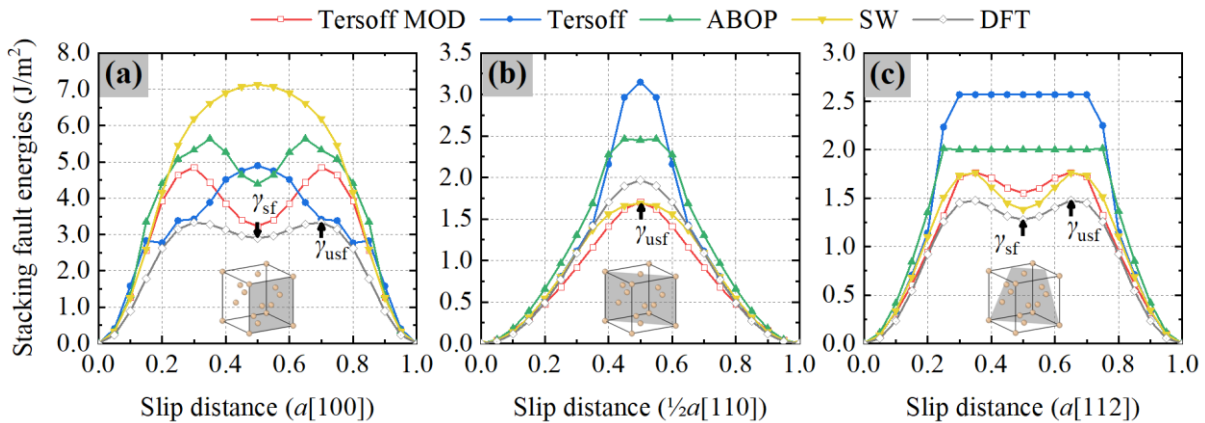 Tersoff MOD Tersoff ABOP SW DFT
Stacking fault energies (J/m²)
(a)
8.0
7.0
6.0
5.0
4.0
3.0
2.0
1.0
0.0
γsf
γusf
0.0 0.2 0.4 0.6 0.8 1.0
Slip distance (a[100])
(b)
3.5
3.0
2.5
2.0
1.5
1.0
0.5
0.0
γusf
0.0 0.2 0.4 0.6 0.8 1.0
Slip distance (½a[110])
(c)
3.0
2.5
2.0
1.5
1.0
0.5
0.0
γsf
γusf
0.0 0.2 0.4 0.6 0.8 1.0
Slip distance (a[112])